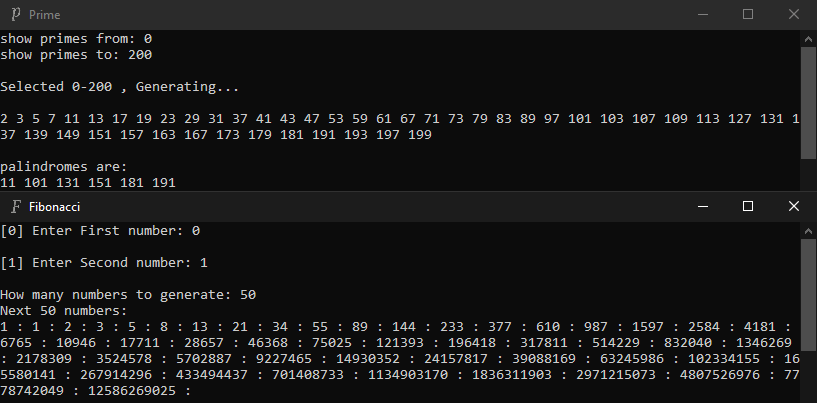 p Prime
show primes from: 0
show primes to: 200
Selected 0-200 , Generating...
2 3 5 7 11 13 17 19 23 29 31 37 41 43 47 53 59 61 67 71 73 79 83 89 97 101 103 107 109 113 127 131 1
37 139 149 151 157 163 167 173 179 181 191 193 197 199
palindromes are:
11 101 131 151 181 191
F Fibonacci
[0] Enter First number: 0
[1] Enter Second number: 1
How many numbers to generate: 50
Next 50 numbers:
1 : 1 : 2 : 3 : 5 : 8 : 13 : 21 : 34 : 55 : 89 : 144 : 233 : 377 : 610 : 987 : 1597 : 2584 : 4181 :
6765 : 10946 : 17711 : 28657 : 46368 : 75025 : 121393 : 196418 : 317811 : 514229 : 832040 : 1346269
: 2178309 : 3524578 : 5702887 : 9227465 : 14930352 : 24157817 : 39088169 : 63245986 : 102334155 : 16
5580141 : 267914296 : 433494437 : 701408733 : 1134903170 : 1836311903 : 2971215073 : 4807526976 : 77
78742049 : 12586269025 :